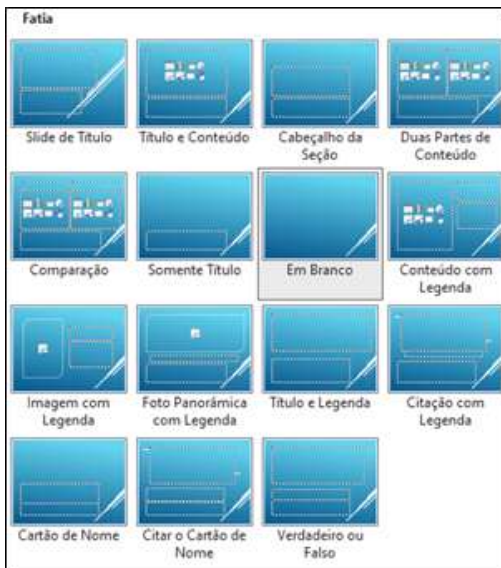 Fatia
Slide de Título
Título e Conteúdo
Cabeçalho da
Seção
Duas Partes de
Conteúdo
Comparação
Somente Título
Em Branco
Conteúdo com
Legenda
Imagem com
Legenda
Foto Panorâmica
com Legenda
Título e Legenda
Citação com
Legenda
Cartão de Nome
Citar o Cartão de
Nome
Verdadeiro ou
Falso